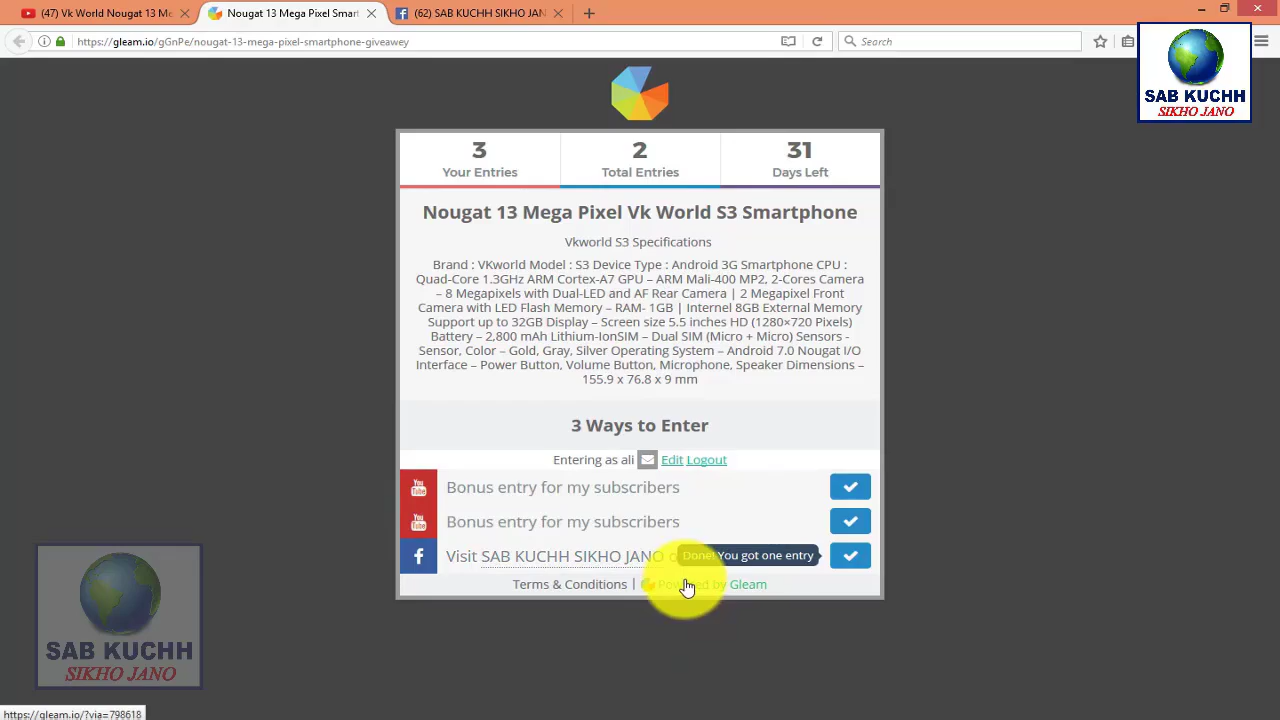 (47) Vk World Nougat 13 Me
Nougat 13 Mega Pixel Smart
(62) SAB KUCHH SIKHO JANO
https://gleam.io/gGnPe/nougat-13-mega-pixel-smartphone-giveawey
Search
SAB KUCHH
SIKHO JANO
3
Your Entries
2
Total Entries
31
Days Left
Nougat 13 Mega Pixel Vk World S3 Smartphone
Vkworld S3 Specifications
Brand : VKworld Model : S3 Device Type : Android 3G Smartphone CPU :
Quad-Core 1.3GHz ARM Cortex-A7 GPU – ARM Mali-400 MP2, 2-Cores Camera
– 8 Megapixels with Dual-LED and AF Rear Camera | 2 Megapixel Front
Camera with LED Flash Memory – RAM- 1GB | Internel 8GB External Memory
Support up to 32GB Display – Screen size 5.5 inches HD (1280×720 Pixels)
Battery – 2,800 mAh Lithium-IonSIM – Dual SIM (Micro + Micro) Sensors -
Sensor, Color – Gold, Gray, Silver Operating System – Android 7.0 Nougat I/O
Interface – Power Button, Volume Button, Microphone, Speaker Dimensions –
155.9 x 76.8 x 9 mm
3 Ways to Enter
Entering as ali Edit Logout
You Tube Bonus entry for my subscribers
You Tube Bonus entry for my subscribers
f Visit SAB KUCHH SIKHO JANO Done! You got one entry
Terms & Conditions | Powered by Gleam
SAB KUCHH
SIKHO JANO
https://gleam.io/?via=798618